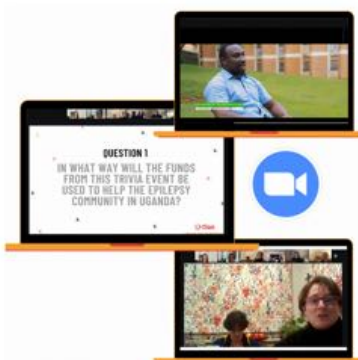 QUESTION 1
IN WHAT WAY WILL THE FUNDS
FROM THIS TRIVIA EVENT BE
USED TO HELP THE EPILEPSY
COMMUNITY IN UGANDA?